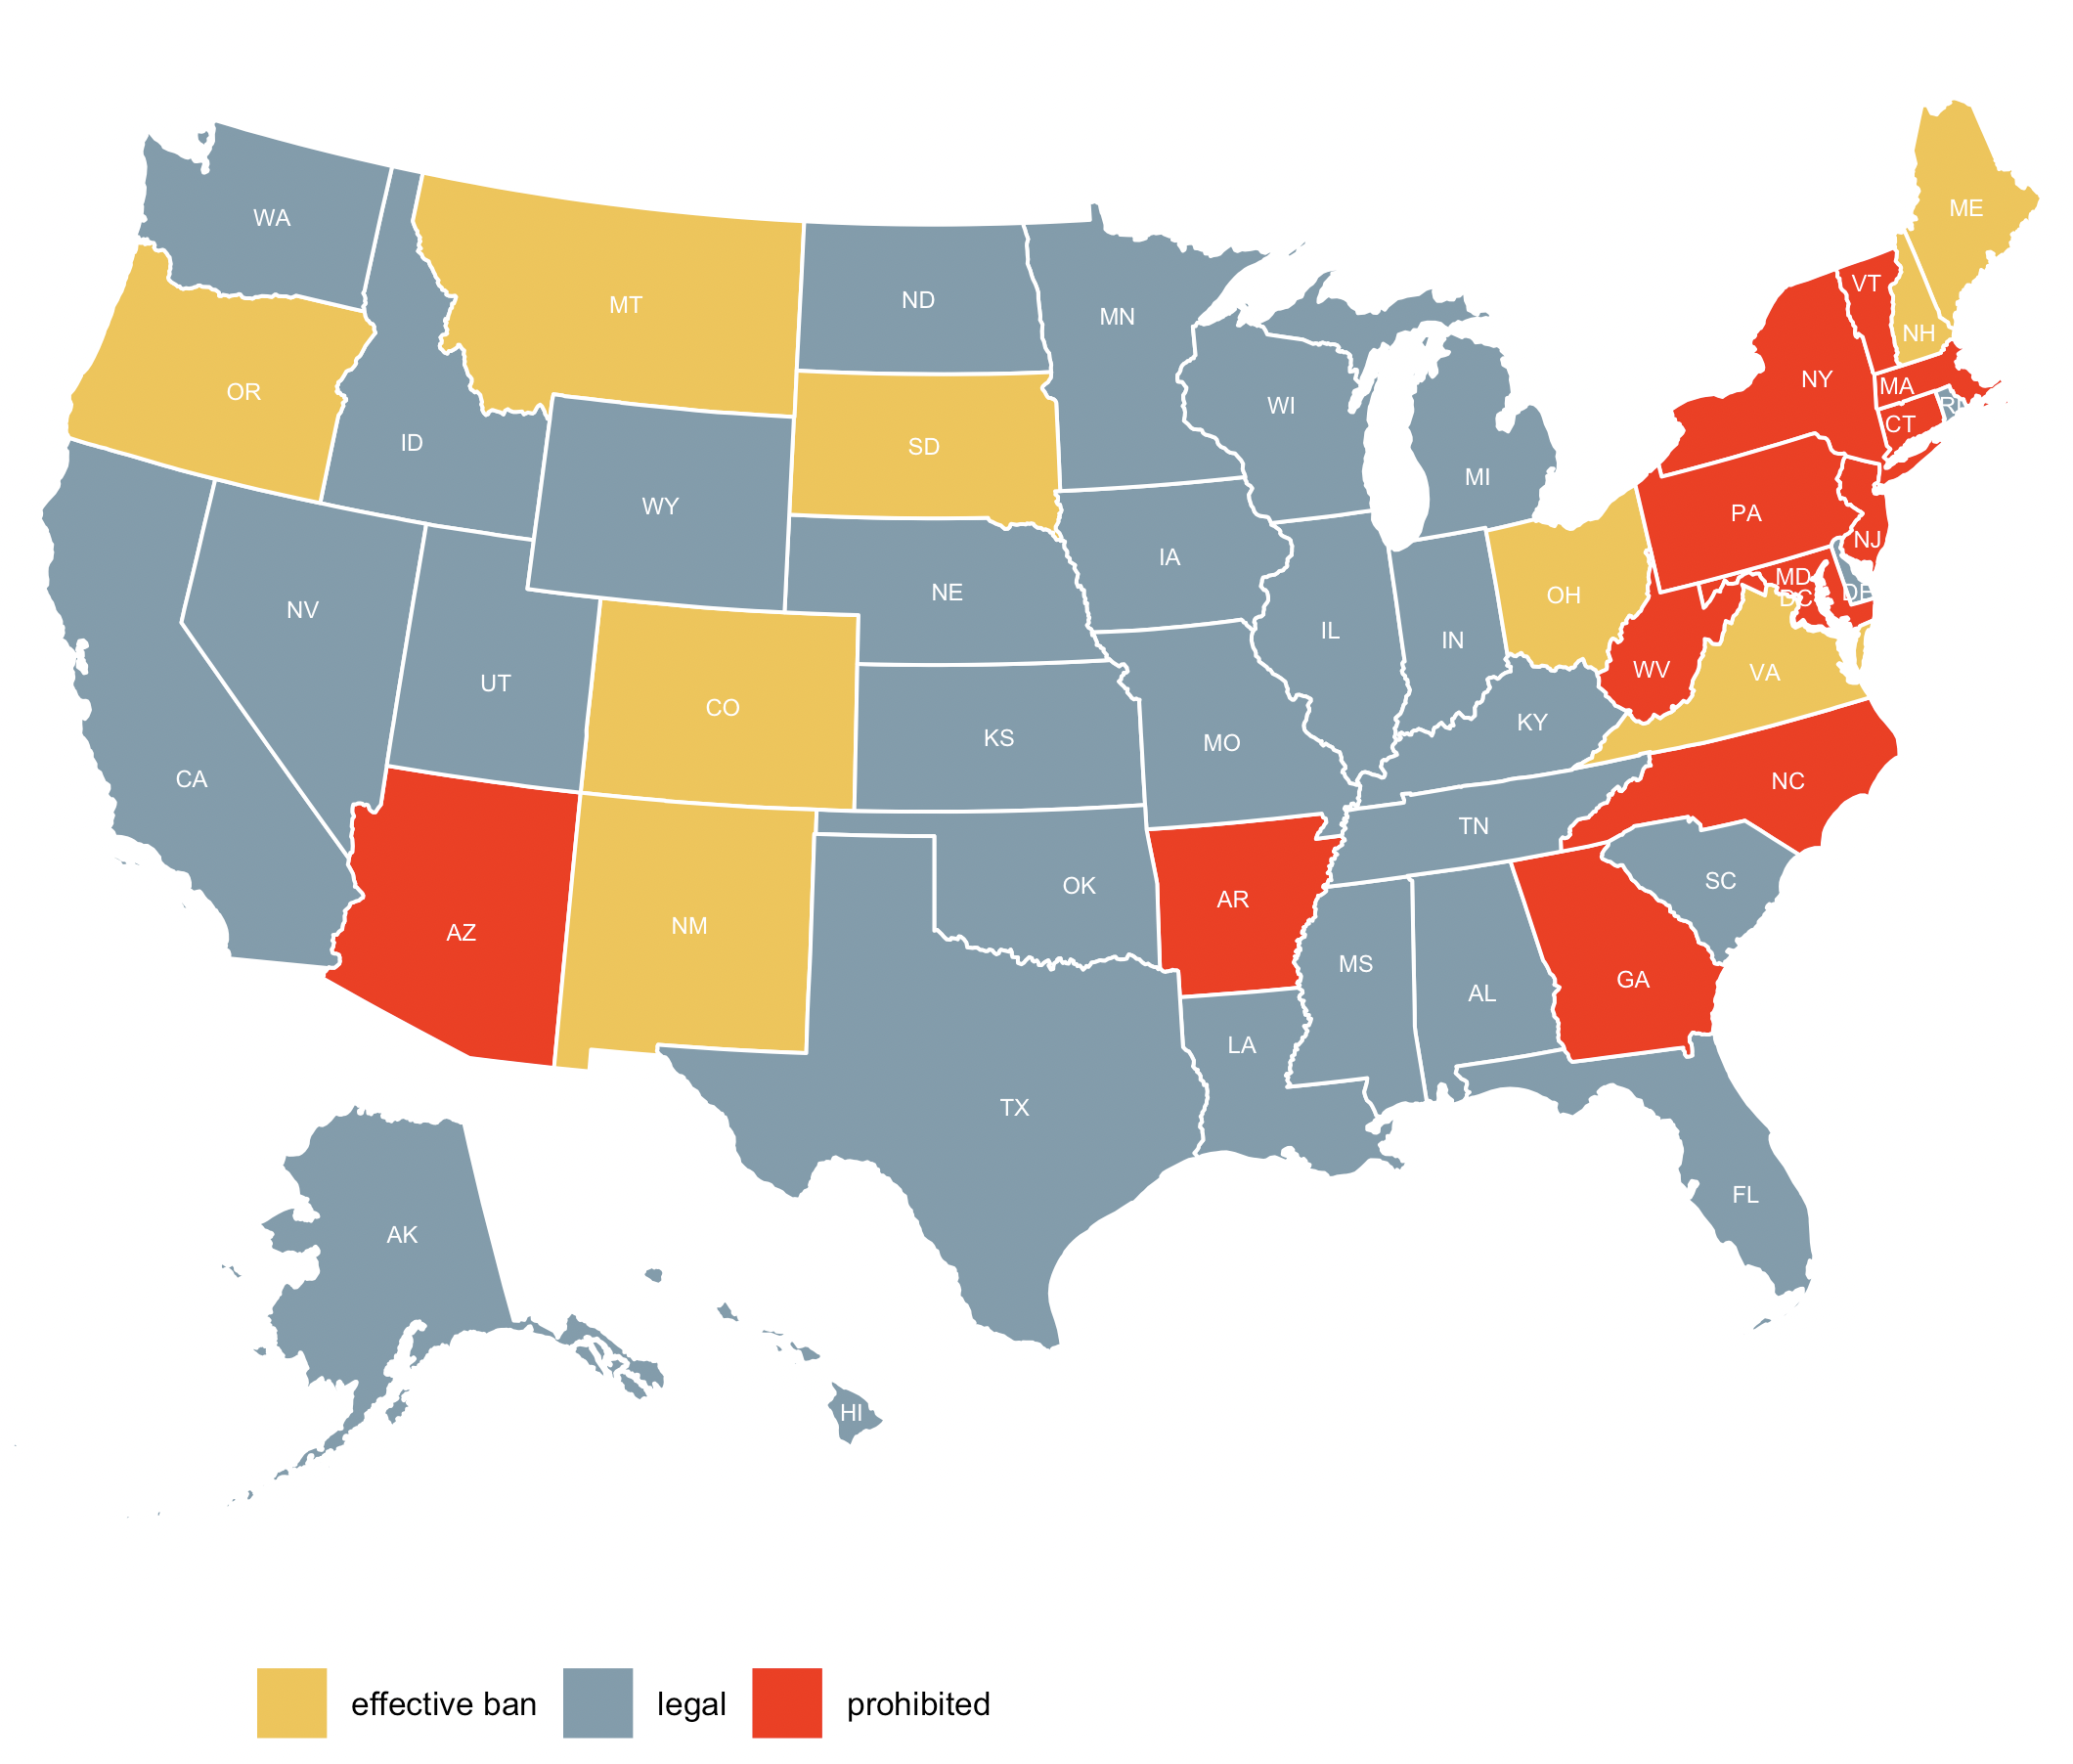 ME
WA
VT
ND
MT
MN
NH
NY
MA
OR
WI
RI
CT
ID
SD
MI
WY
PA
NJ
IA
MD
NE
OH
DE
DC
NV
IL
IN
WV
VA
UT
CO
KY
KS
MO
CA
NC
TN
SC
OK
AR
NM
AZ
MS
GA
AL
LA
TX
FL
AK
HI
effective ban legal prohibited